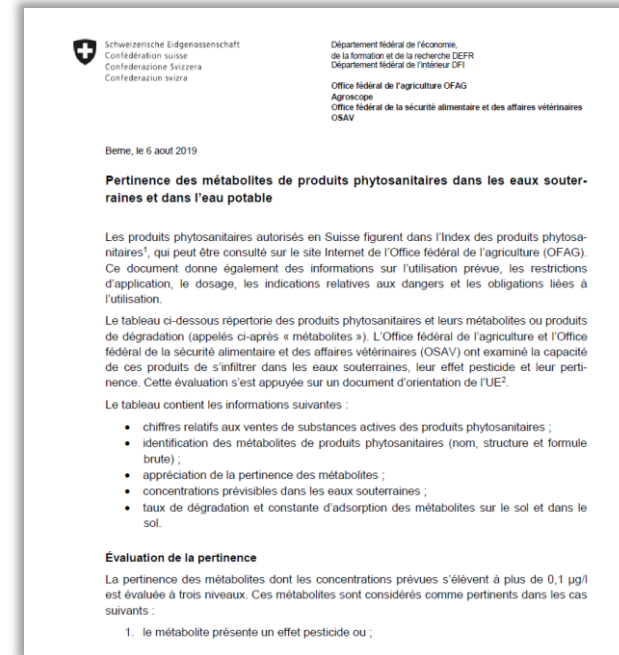 Schweizerische Eidgenossenschaft
Confédération suisse
Confederazione Svizzera
Confederaziun svizra
Département fédéral de l'économie,
de la formation et de la recherche DEFR
Département fédéral de l'intérieur DFI
Office fédéral de l'agriculture OFAG
Agroscope
Office fédéral de la sécurité alimentaire et des affaires vétérinaires
OSAV
Berne, le 6 aout 2019
Pertinence des métabolites de produits phytosanitaires dans les eaux souter-
raines et dans l'eau potable
Les produits phytosanitaires autorisés en Suisse figurent dans l'Index des produits phytosa-
nitaires¹, qui peut être consulté sur le site Internet de l'Office fédéral de l'agriculture (OFAG).
Ce document donne également des informations sur l'utilisation prévue, les restrictions
d'application, le dosage, les indications relatives aux dangers et les obligations liées à
l'utilisation.
Le tableau ci-dessous répertorie des produits phytosanitaires et leurs métabolites ou produits
de dégradation (appelés ci-après « métabolites »). L'Office fédéral de l'agriculture et l'Office
fédéral de la sécurité alimentaire et des affaires vétérinaires (OSAV) ont examiné la capacité
de ces produits de s'infiltrer dans les eaux souterraines, leur effet pesticide et leur perti-
nence. Cette évaluation s'est appuyée sur un document d'orientation de l'UE².
Le tableau contient les informations suivantes :
• chiffres relatifs aux ventes de substances actives des produits phytosanitaires ;
• identification des métabolites de produits phytosanitaires (nom, structure et formule
brute) ;
• appréciation de la pertinence des métabolites ;
• concentrations prévisibles dans les eaux souterraines ;
• taux de dégradation et constante d'adsorption des métabolites sur le sol et dans le
sol.
Évaluation de la pertinence
La pertinence des métabolites dont les concentrations prévues s'élèvent à plus de 0,1 µg/l
est évaluée à trois niveaux. Ces métabolites sont considérés comme pertinents dans les cas
suivants :
1. le métabolite présente un effet pesticide ou ;